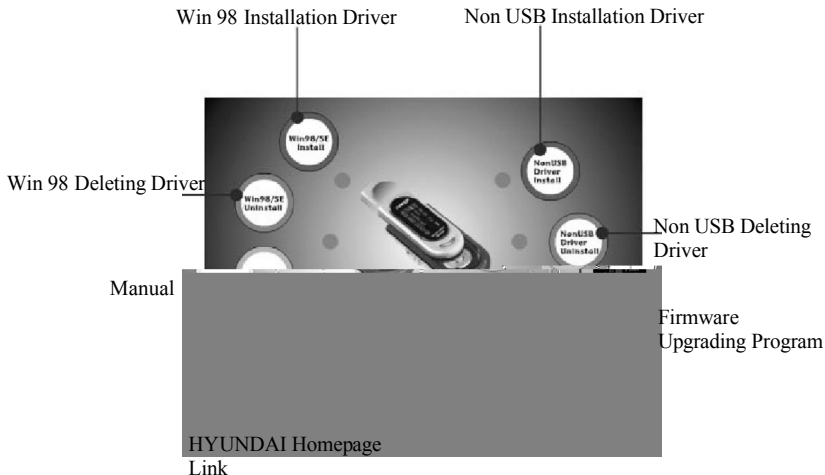 Win 98 Installation Driver
Non USB Installation Driver
Win98/SE
Install
NonUSB
Driver
Install
Win 98 Deleting Driver
Win98/SE
Uninstall
NonUSB
Driver
Uninstall
Non USB Deleting
Driver
Manual
Firmware
Upgrading Program
HYUNDAI Homepage
Link